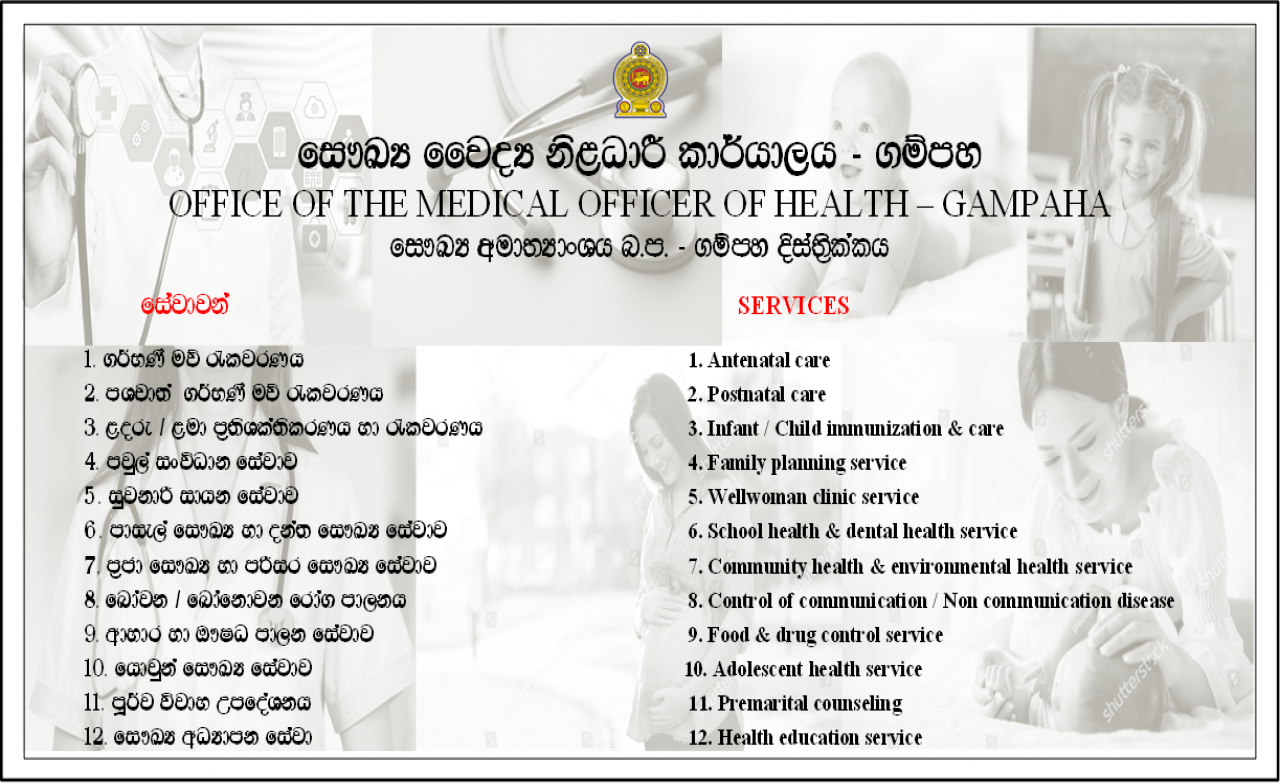 සෞඛ්‍ය වෛද්‍ය නිළධාරී කාර්යාලය - ගම්පහ
OFFICE OF THE MEDICAL OFFICER OF HEALTH – GAMPAHA
සෞඛ්‍ය අමාත්‍යාංශය බ.ප. - ගම්පහ දිස්ත්‍රික්කය
සේවාවන්
1. ගර්භණී මව් රැකවරණය
2. පශචාත් ගර්භණී මව් රැකවරණය
3. ළදරු / ළමා ප්‍රතිශක්තිකරණය හා රැකවරණය
4. පවුල් සංවිධාන සේවාව
5. සුවනාරී සායන සේවාව
6. පාසැල් සෞඛ්‍ය හා දන්ත සෞඛ්‍ය සේවාව
7. ප්‍රජා සෞඛ්‍ය හා පරිසර සෞඛ්‍ය සේවාව
8. බෝවන / බෝනොවන රෝග පාලනය
9. ආහාර හා ඖෂධ පාලන සේවාව
10. යොවුන් සෞඛ්‍ය සේවාව
11. පූර්ව විවාහ උපදේශනය
12. සෞඛ්‍ය අධ්‍යාපන සේවා
SERVICES
1. Antenatal care
2. Postnatal care
3. Infant / Child immunization & care
4. Family planning service
5. Wellwoman clinic service
6. School health & dental health service
7. Community health & environmental health service
8. Control of communication / Non communication disease
9. Food & drug control service
10. Adolescent health service
11. Premarital counseling
12. Health education service
shutterstock
shutterstock